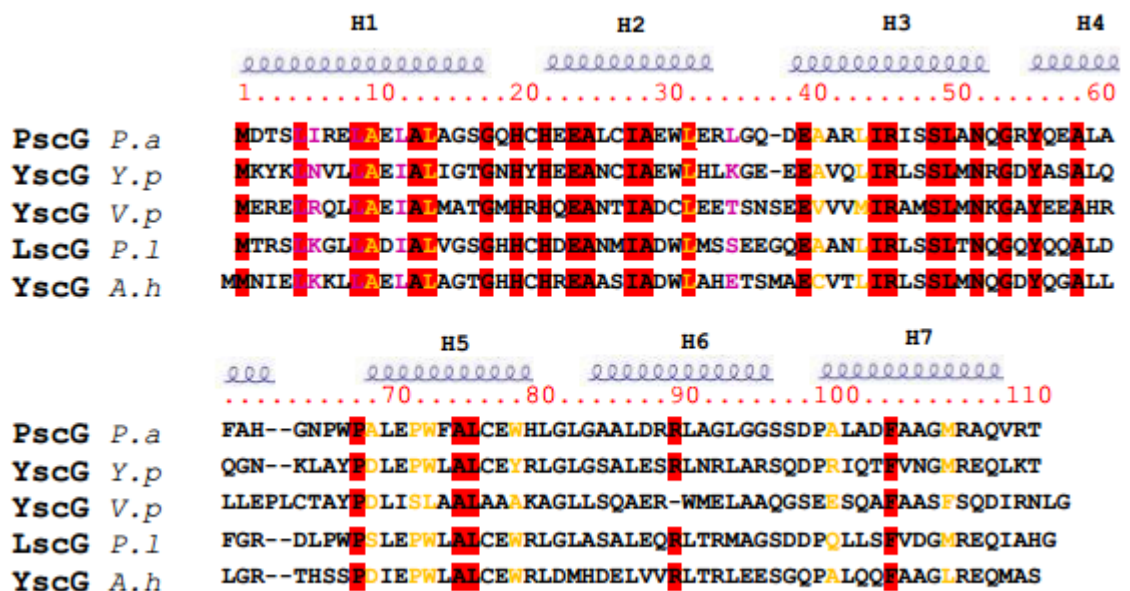 H1 H2 H3 H4
1.......10........20........30........40........50........60
PscG P.a MDTSLIRELAELALAGSGQHCHEEALCIAEWLERLGQ-DEAARLIRISSLANQGRYQEALA
YscG Y.p MKYKLNVLLAEIALIGTGNHYHEEANCIAEWLHLKGE-EEAVQLIRLSSLMNRGDYASALQ
YscG V.p MERELRQLLAEIALMATGMHRHQEANTIADCLEETSNSEEVVVMIRAMSLMNKGAYEEAHR
LscG P.l MTRSLKGLLADIALVGSGHHCHDEANMIADWLMSSEEGQEAANLIRLSSLTNQGQYQQALD
YscG A.h MMNIELKKLLAELALAGTGHHCHREAASIADWLAHETSMAECVTLIRLSSLMNQGDYQGALL
H5 H6 H7
...........70........80........90........100.......110
PscG P.a FAH--GNPWPALEPWFALCEWHLGLGAALDRRLAGLGGSSDPALADFAAGMRAQVRT
YscG Y.p QGN--KLAYPDLEPWLALCEYRLGLGSALESRLNRLARSQDPRIQTFVNGMREQLKT
YscG V.p LLEPLCTAYPDLISLAALAAAKAGLLSQAER-WMELAAQGSEESQAFAASFSQDIRNLG
LscG P.l FGR--DLPWPSLEPWLALCEWRLGLASALEQRLTRMAGSDDPQLLSFVDGMREQIAHG
YscG A.h LGR--THSSPDIEPWLALCEWRLDMHDELVVRLTRLEESGQPALQQFAAGLREQMAS